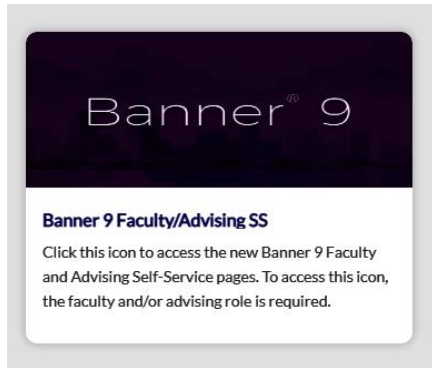 Banner® 9
Banner 9 Faculty/Advising SS
Click this icon to access the new Banner 9 Faculty
and Advising Self-Service pages. To access this icon,
the faculty and/or advising role is required.